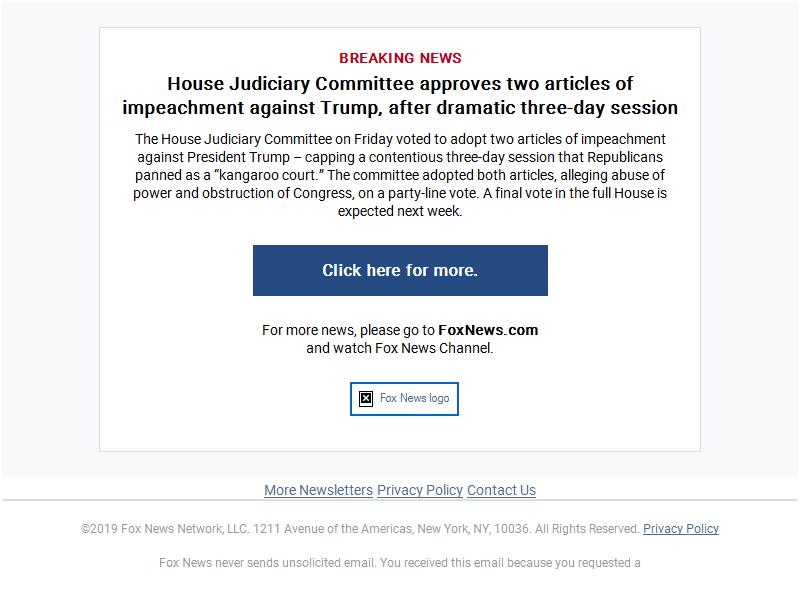 BREAKING NEWS
House Judiciary Committee approves two articles of
impeachment against Trump, after dramatic three-day session
The House Judiciary Committee on Friday voted to adopt two articles of impeachment
against President Trump – capping a contentious three-day session that Republicans
panned as a “kangaroo court.” The committee adopted both articles, alleging abuse of
power and obstruction of Congress, on a party-line vote. A final vote in the full House is
expected next week.
Click here for more.
For more news, please go to FoxNews.com
and watch Fox News Channel.
Fox News logo
More Newsletters Privacy Policy Contact Us
©2019 Fox News Network, LLC. 1211 Avenue of the Americas, New York, NY, 10036. All Rights Reserved. Privacy Policy
Fox News never sends unsolicited email. You received this email because you requested a